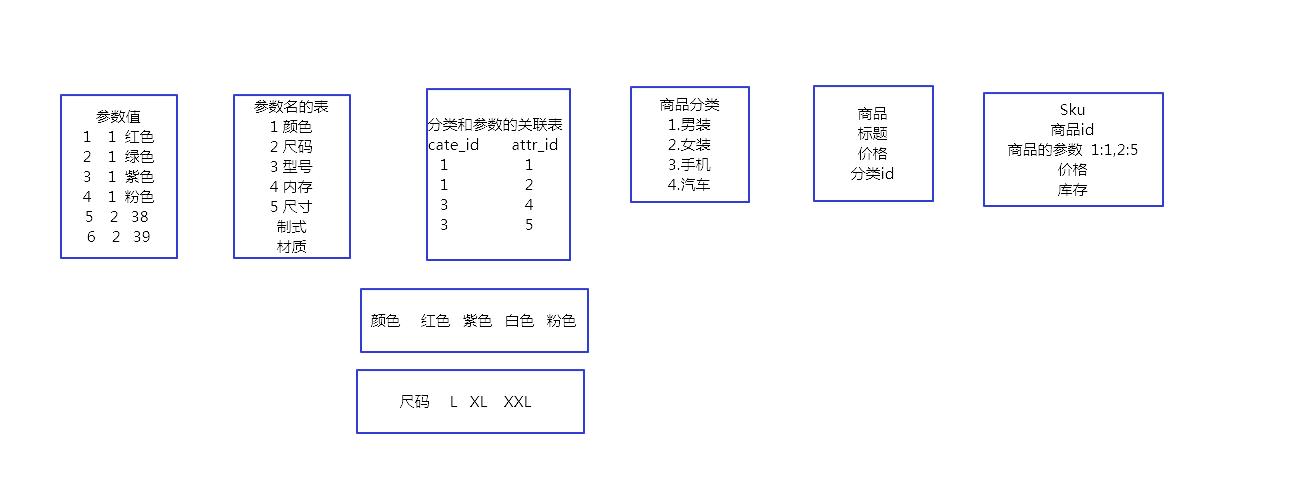 参数值
1 1 红色
2 1 绿色
3 1 紫色
4 1 粉色
5 2 38
6 2 39
参数名的表
1 颜色
2 尺码
3 型号
4 内存
5 尺寸
制式
材质
分类和参数的关联表
cate_id attr_id
1 1
1 2
3 4
3 5
商品分类
1.男装
2.女装
3.手机
4.汽车
商品
标题
价格
分类id
Sku
商品id
商品的参数 1:1,2:5
价格
库存
颜色 红色 紫色 白色 粉色
尺码 L XL XXL